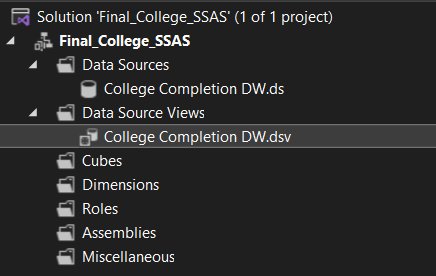 Solution 'Final_College_SSAS' (1 of 1 project)
Final_College_SSAS
Data Sources
College Completion DW.ds
Data Source Views
College Completion DW.dsv
Cubes
Dimensions
Roles
Assemblies
Miscellaneous